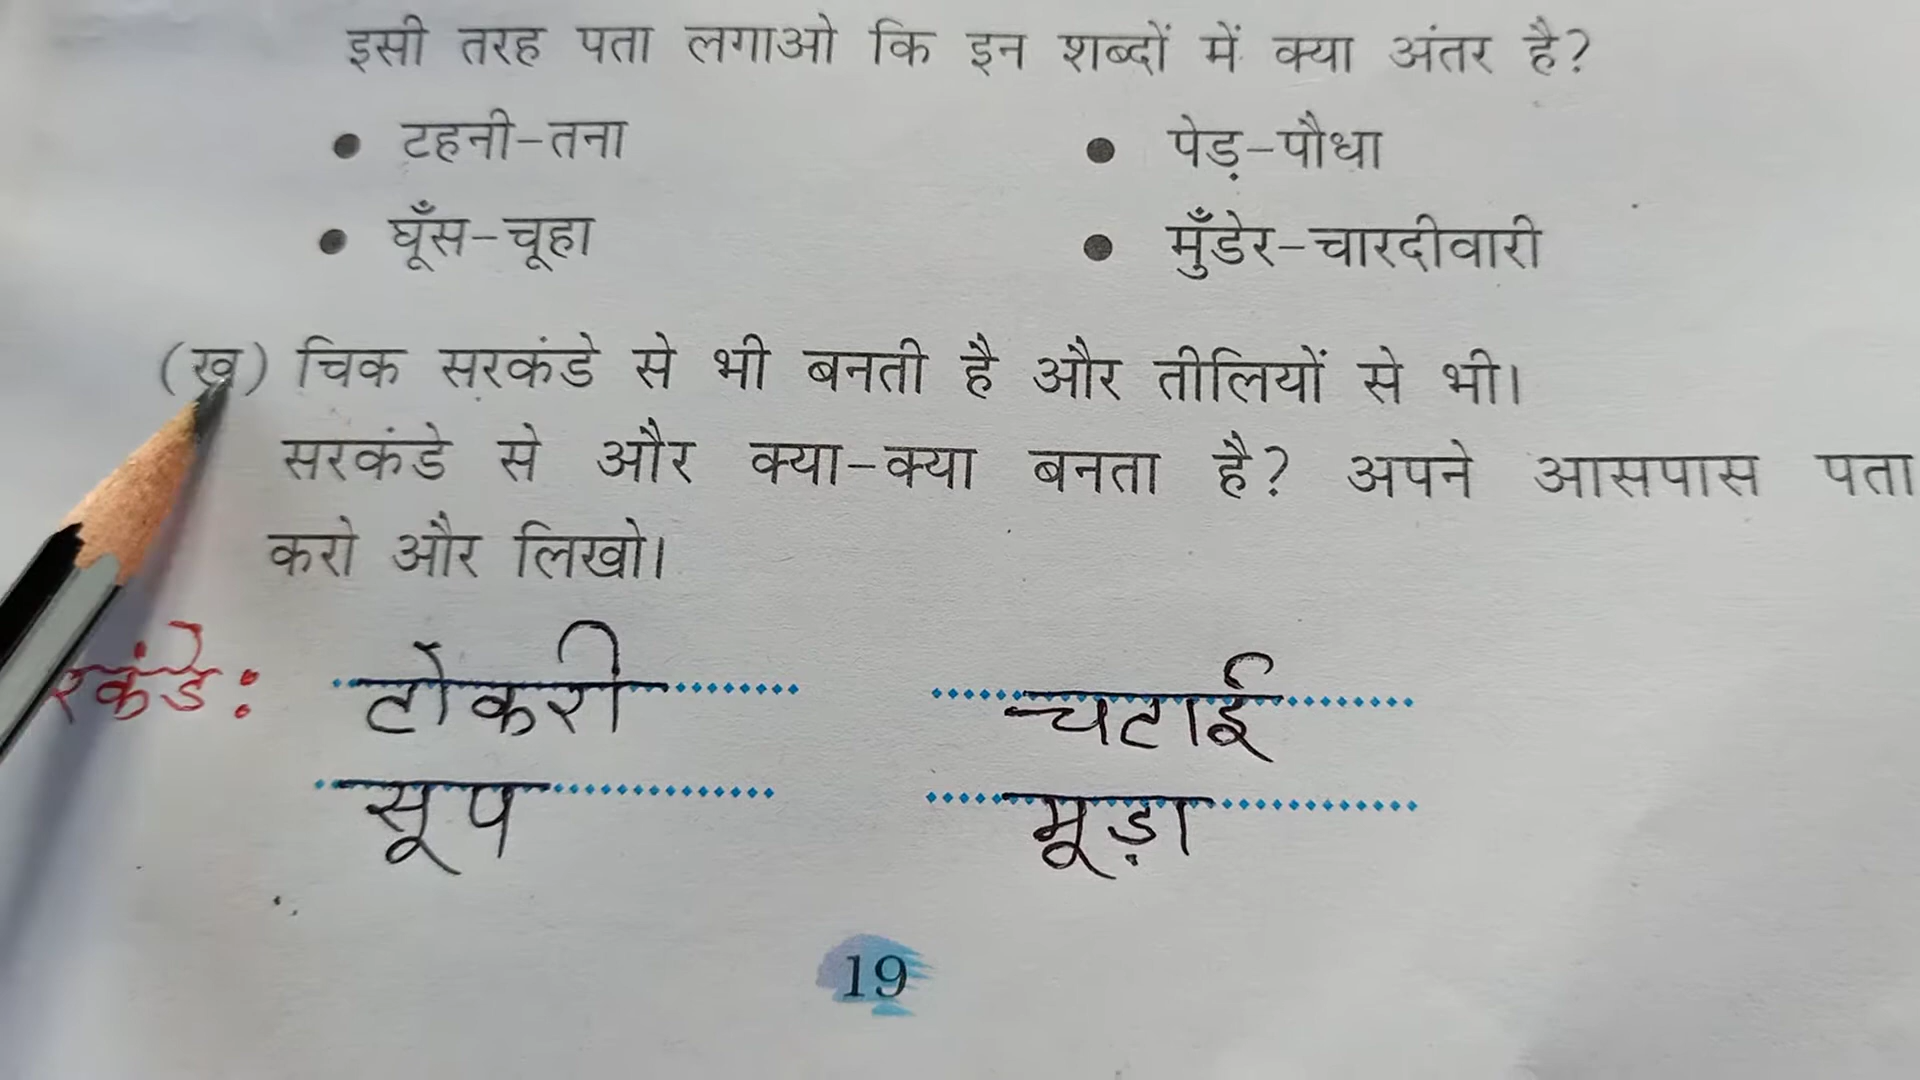 इसी तरह पता लगाओ कि इन शब्दों में क्या अंतर है?
• टहनी-तना • पेड़-पौधा
• घूँस-चूहा • मुँडेर-चारदीवारी
(ख) चिक सरकंडे से भी बनती है और तीलियों से भी।
सरकंडे से और क्या-क्या बनता है? अपने आसपास पता
करो और लिखो।
रकंडे: टोकरी चटाई
सूप मूड़ा
19